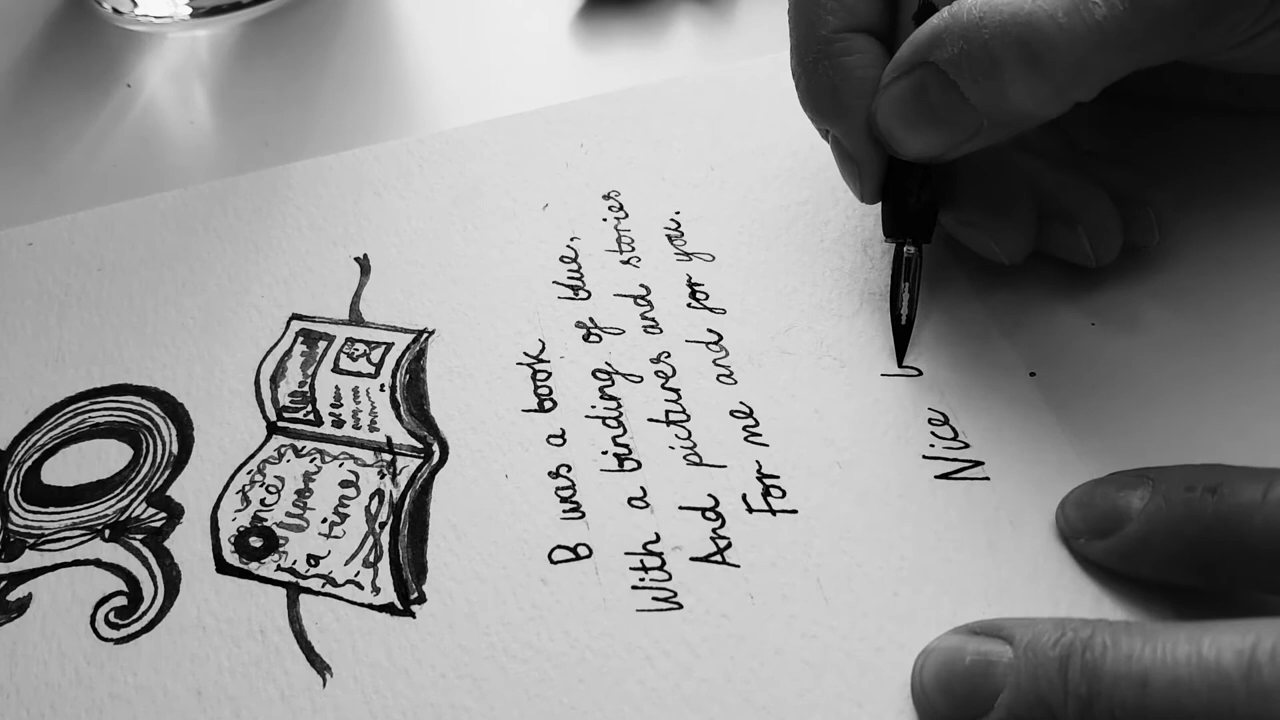 Once
upon
a time
B was a book
With a binding of blue,
And pictures and stories
For me and for you.
Nice